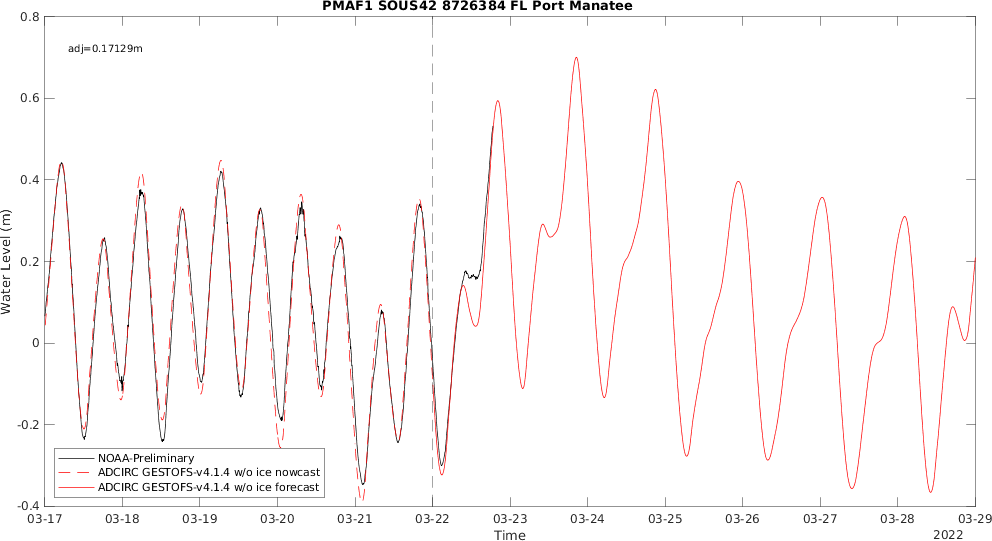 PMAF1 SOUS42 8726384 FL Port Manatee
adj=0.17129m
Water Level (m)
0.8
0.6
0.4
0.2
0
-0.2
-0.4
NOAA-Preliminary
ADCIRC GESTOFS-v4.1.4 w/o ice nowcast
ADCIRC GESTOFS-v4.1.4 w/o ice forecast
03-17 03-18 03-19 03-20 03-21 03-22 03-23 03-24 03-25 03-26 03-27 03-28 03-29
Time
2022